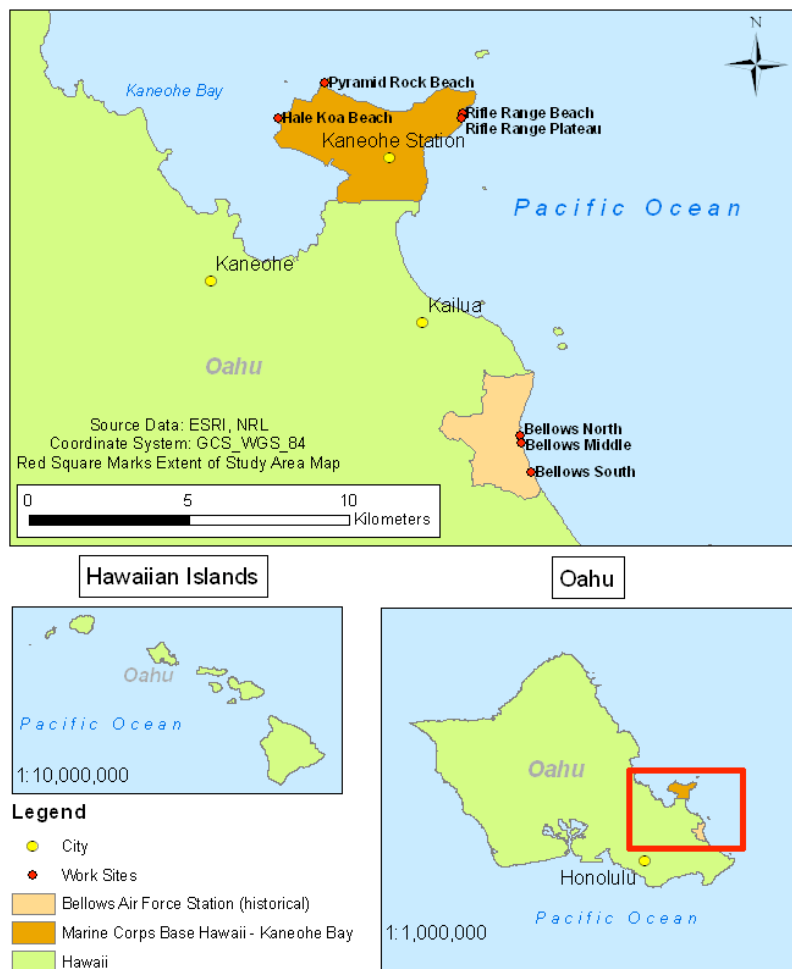 N
Kaneohe Bay
Pyramid Rock Beach
Hale Koa Beach
Rifle Range Beach
Rifle Range Plateau
Kaneohe Station
Pacific Ocean
Kaneohe
Kailua
Oahu
Source Data: ESRI, NRL
Coordinate System: GCS_WGS_84
Red Square Marks Extent of Study Area Map
Bellows North
Bellows Middle
Bellows South
0 5 10
Kilometers
Hawaiian Islands
Oahu
Pacific Ocean
1:10,000,000
Oahu
Oahu
Honolulu
Pacific Ocean
1:1,000,000
Legend
City
Work Sites
Bellows Air Force Station (historical)
Marine Corps Base Hawaii - Kaneohe Bay
Hawaii